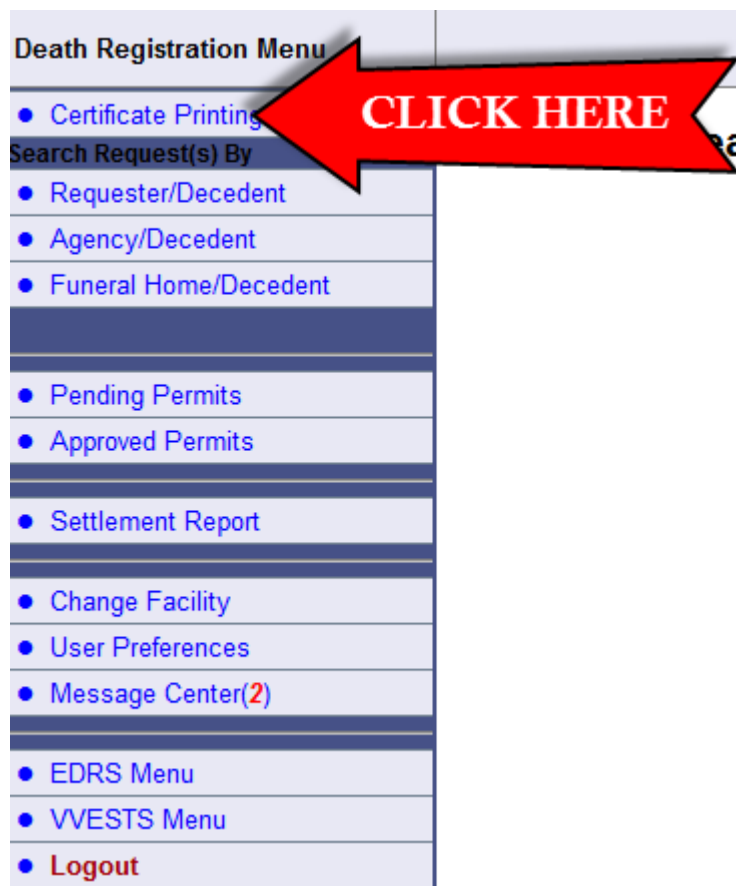 Death Registration Menu
Certificate Printing
CLICK HERE
Search Request(s) By
Requester/Decedent
Agency/Decedent
Funeral Home/Decedent
Pending Permits
Approved Permits
Settlement Report
Change Facility
User Preferences
Message Center(2)
EDRS Menu
VVESTS Menu
Logout